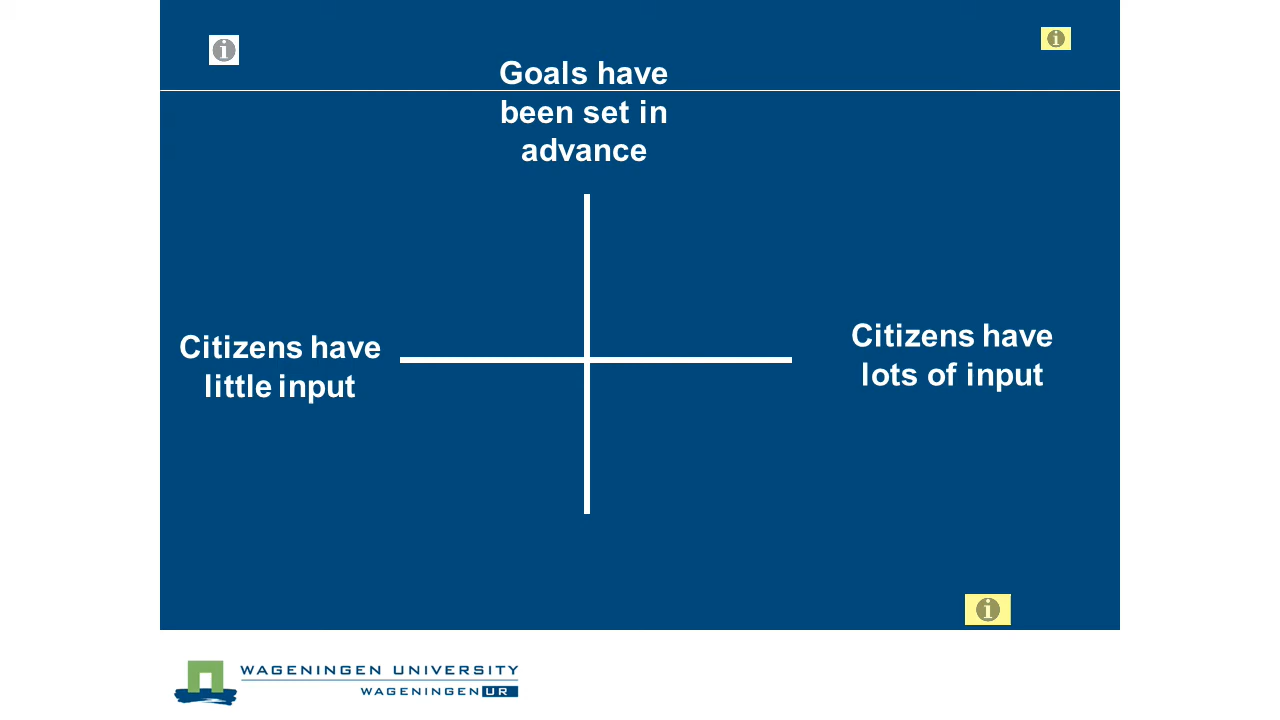 Goals have
been set in
advance
Citizens have
little input
Citizens have
lots of input
WAGENINGEN UNIVERSITY
WAGENINGEN UR